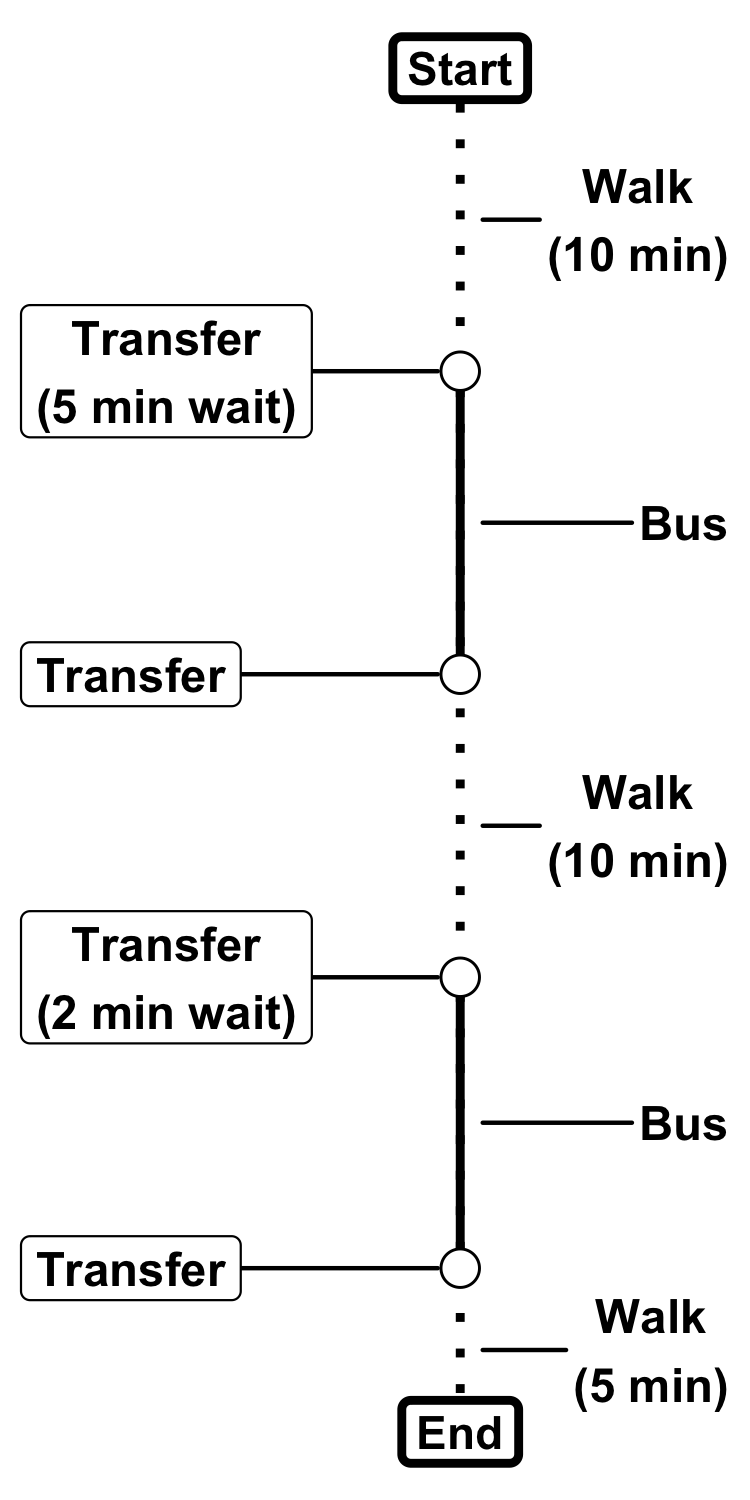 Start
Walk
(10 min)
Transfer
(5 min wait)
Bus
Transfer
Walk
(10 min)
Transfer
(2 min wait)
Bus
Transfer
Walk
(5 min)
End